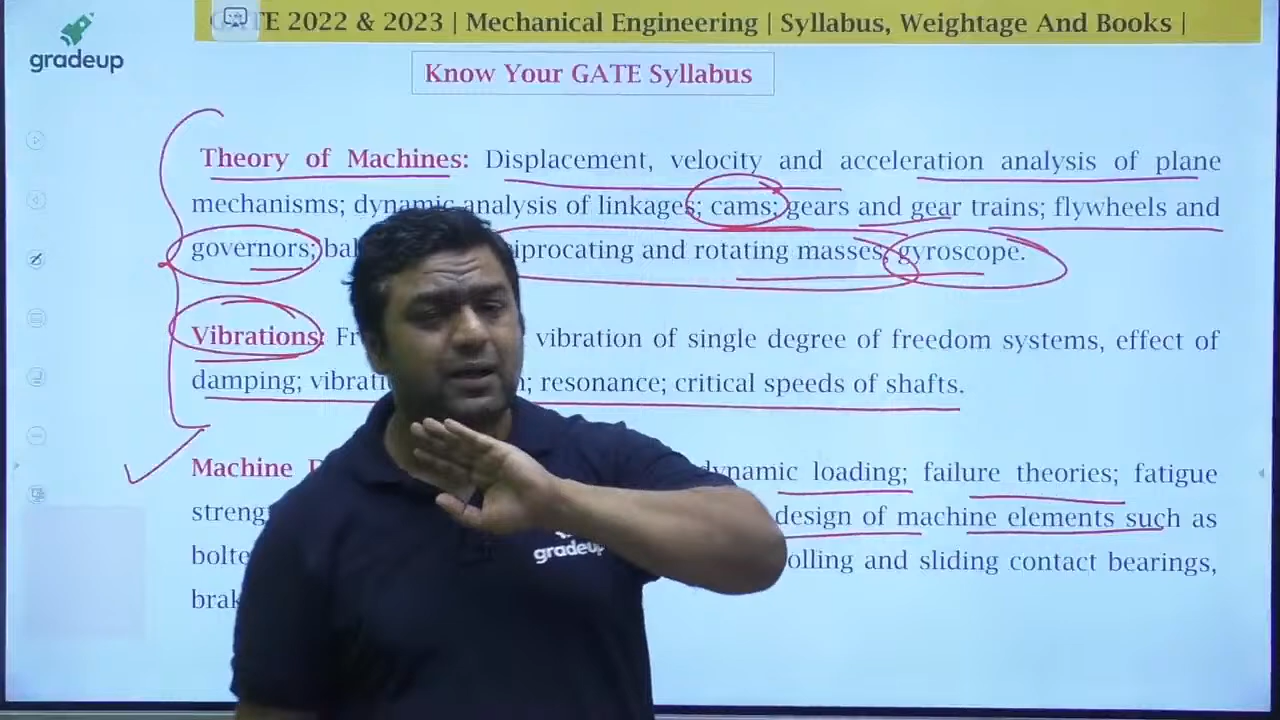 TE 2022 & 2023 | Mechanical Engineering | Syllabus, Weightage And Books |
gradeup
Know Your GATE Syllabus
Theory of Machines: Displacement, velocity and acceleration analysis of plane
mechanisms; dynamic analysis of linkages; cams; gears and gear trains; flywheels and
governors; bal iprocating and rotating masses; gyroscope.
Vibrations: Fr vibration of single degree of freedom systems, effect of
damping; vibrati n; resonance; critical speeds of shafts.
Machine D dynamic loading; failure theories; fatigue
streng design of machine elements such as
bolte olling and sliding contact bearings,
brak
gradeup